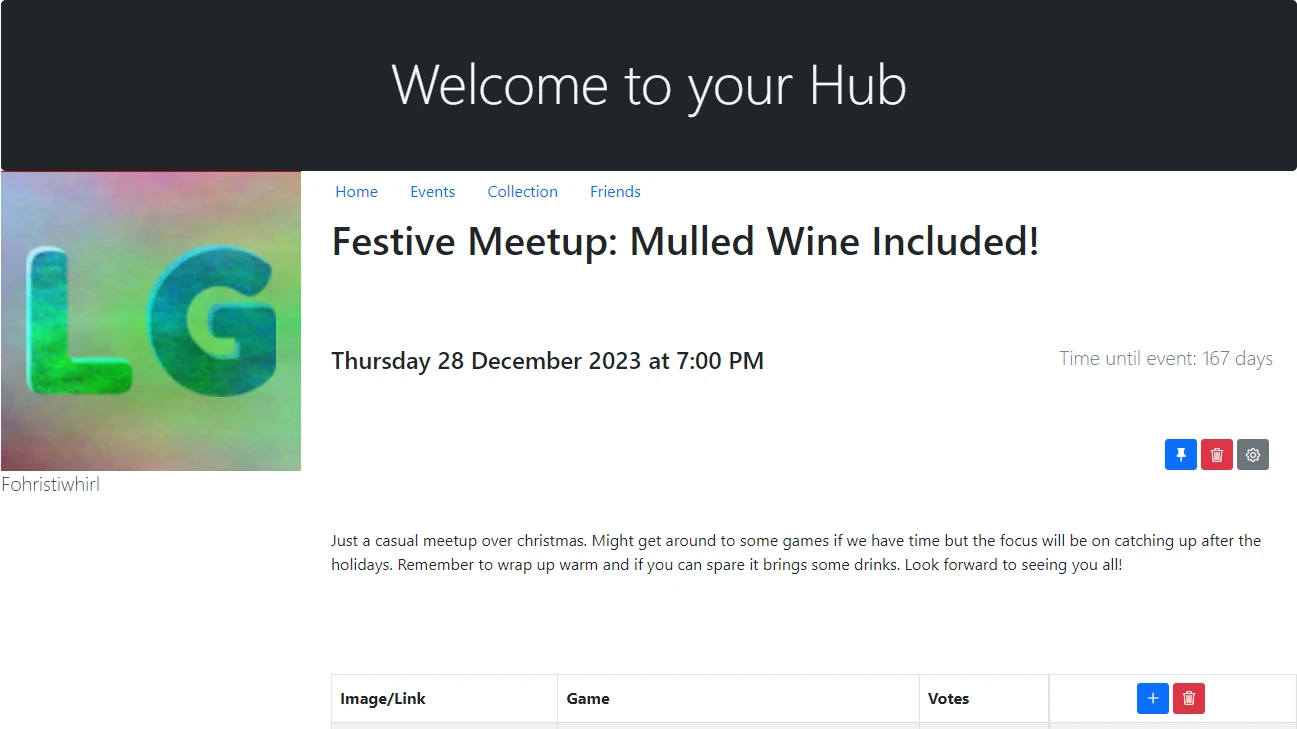 Welcome to your Hub
LG
Home Events Collection Friends
Festive Meetup: Mulled Wine Included!
Thursday 28 December 2023 at 7:00 PM
Time until event: 167 days
Fohristiwhirl
Just a casual meetup over christmas. Might get around to some games if we have time but the focus will be on catching up after the
holidays. Remember to wrap up warm and if you can spare it brings some drinks. Look forward to seeing you all!
Image/Link Game Votes